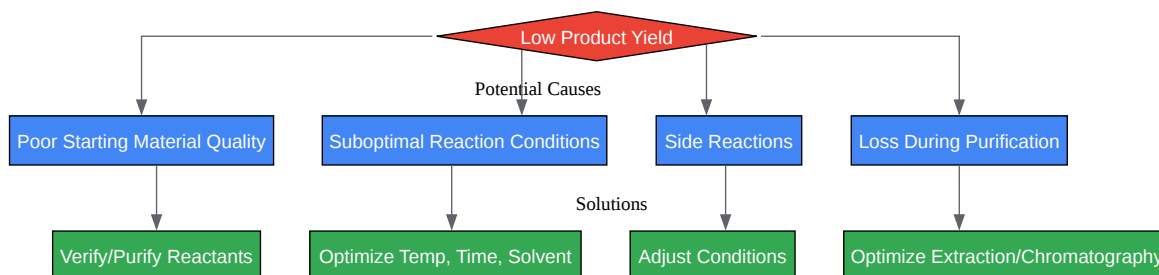 Low Product Yield
Potential Causes
Poor Starting Material Quality
Suboptimal Reaction Conditions
Side Reactions
Loss During Purification
Solutions
Verify/Purify Reactants
Optimize Temp, Time, Solvent
Adjust Conditions
Optimize Extraction/Chromatography